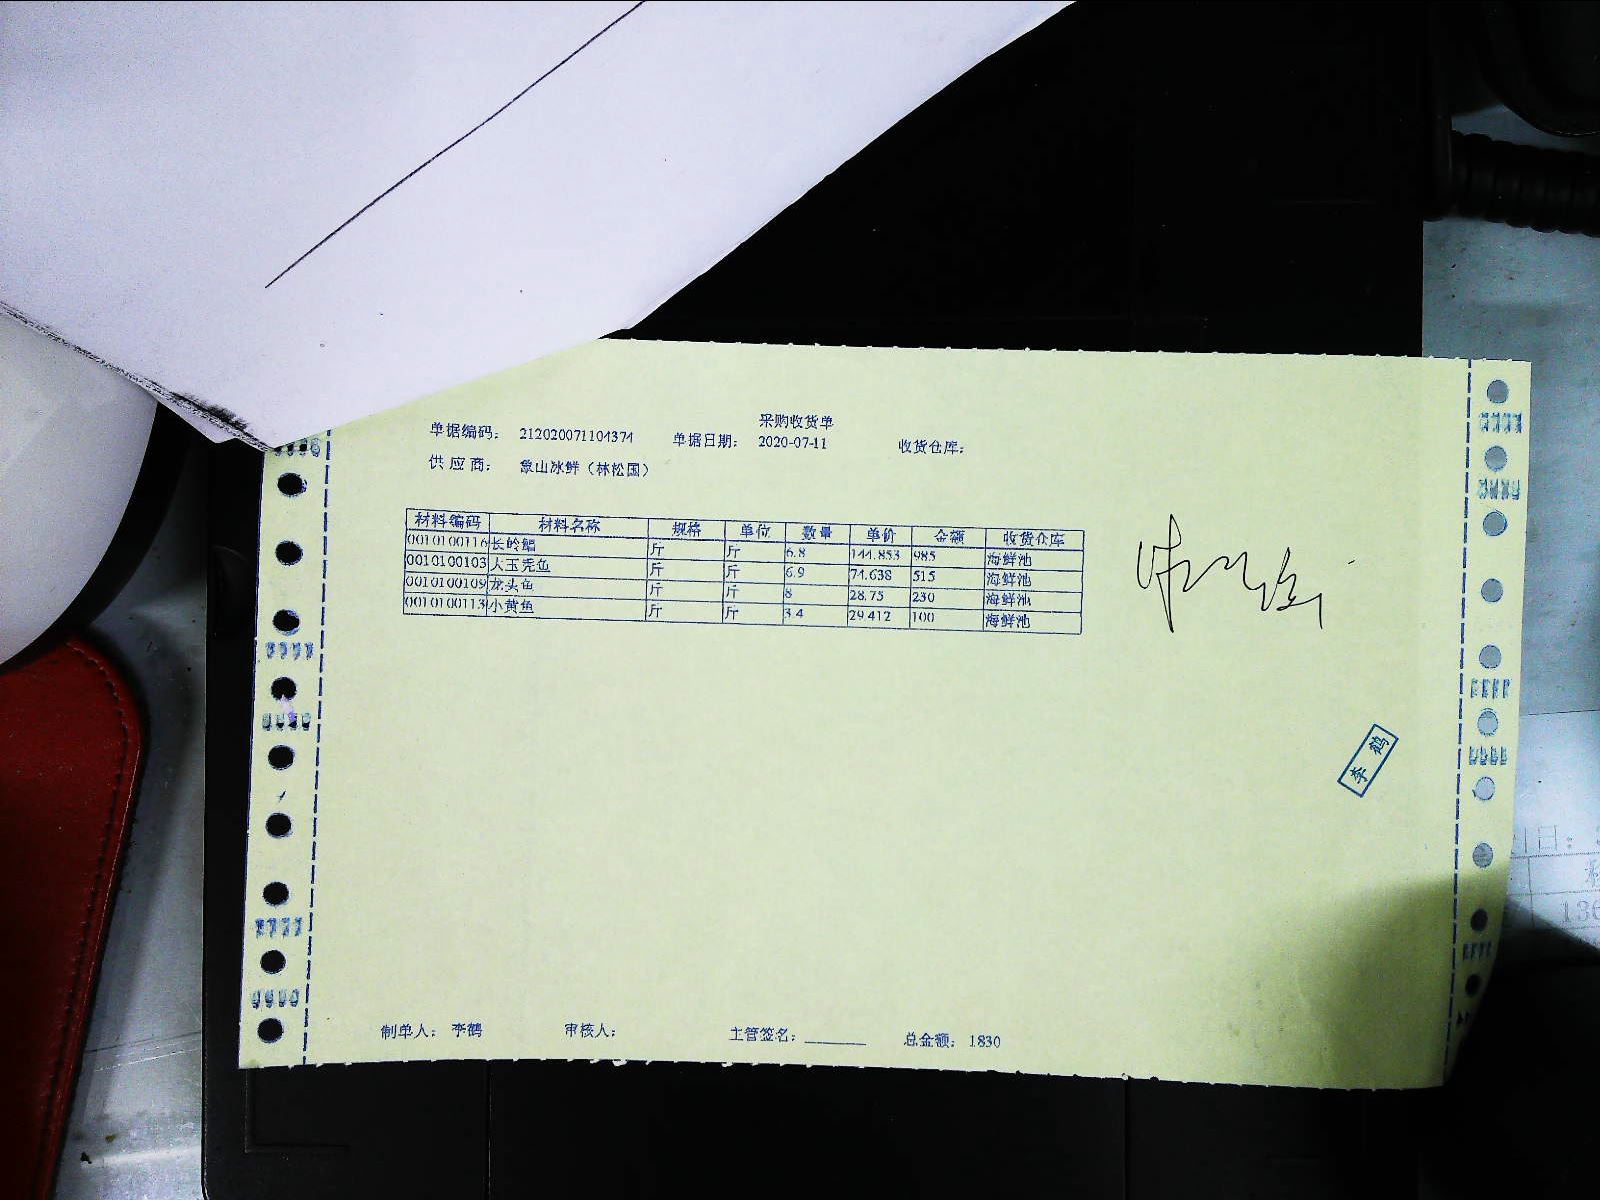 采购收货单
单据编码: 212020071104374 单据日期: 2020-07-11 收货仓库:
供应商: 象山冰鲜(林松国)
材料编码 材料名称 规格 单位 数量 单价 金额 收货仓库
0010100116 长岭鲳 斤 斤 6.8 144.853 985 海鲜池
0010100103 大玉秃鱼 斤 斤 6.9 74.638 515 海鲜池
0010100109 龙头鱼 斤 斤 8 28.75 230 海鲜池
0010100113 小黄鱼 斤 斤 3.4 29.412 100 海鲜池
李鹤
制单人: 李鹤 审核人: 主管签名: 总金额: 1830